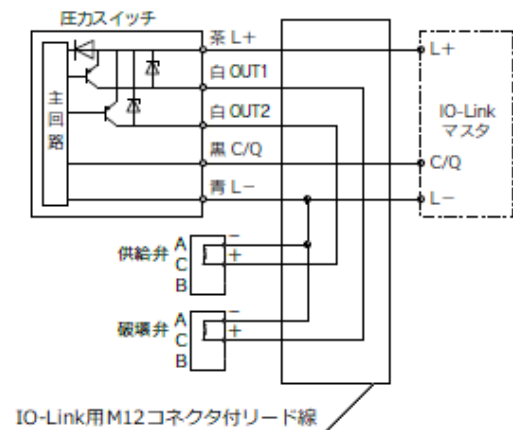 圧力スイッチ
主回路
茶 L+
白 OUT1
白 OUT2
黒 C/Q
青 L−
L+
IO-Link
マスタ
C/Q
L−
供給弁
A −
C +
B
破壊弁
A −
C +
B
IO-Link用M12コネクタ付リード線